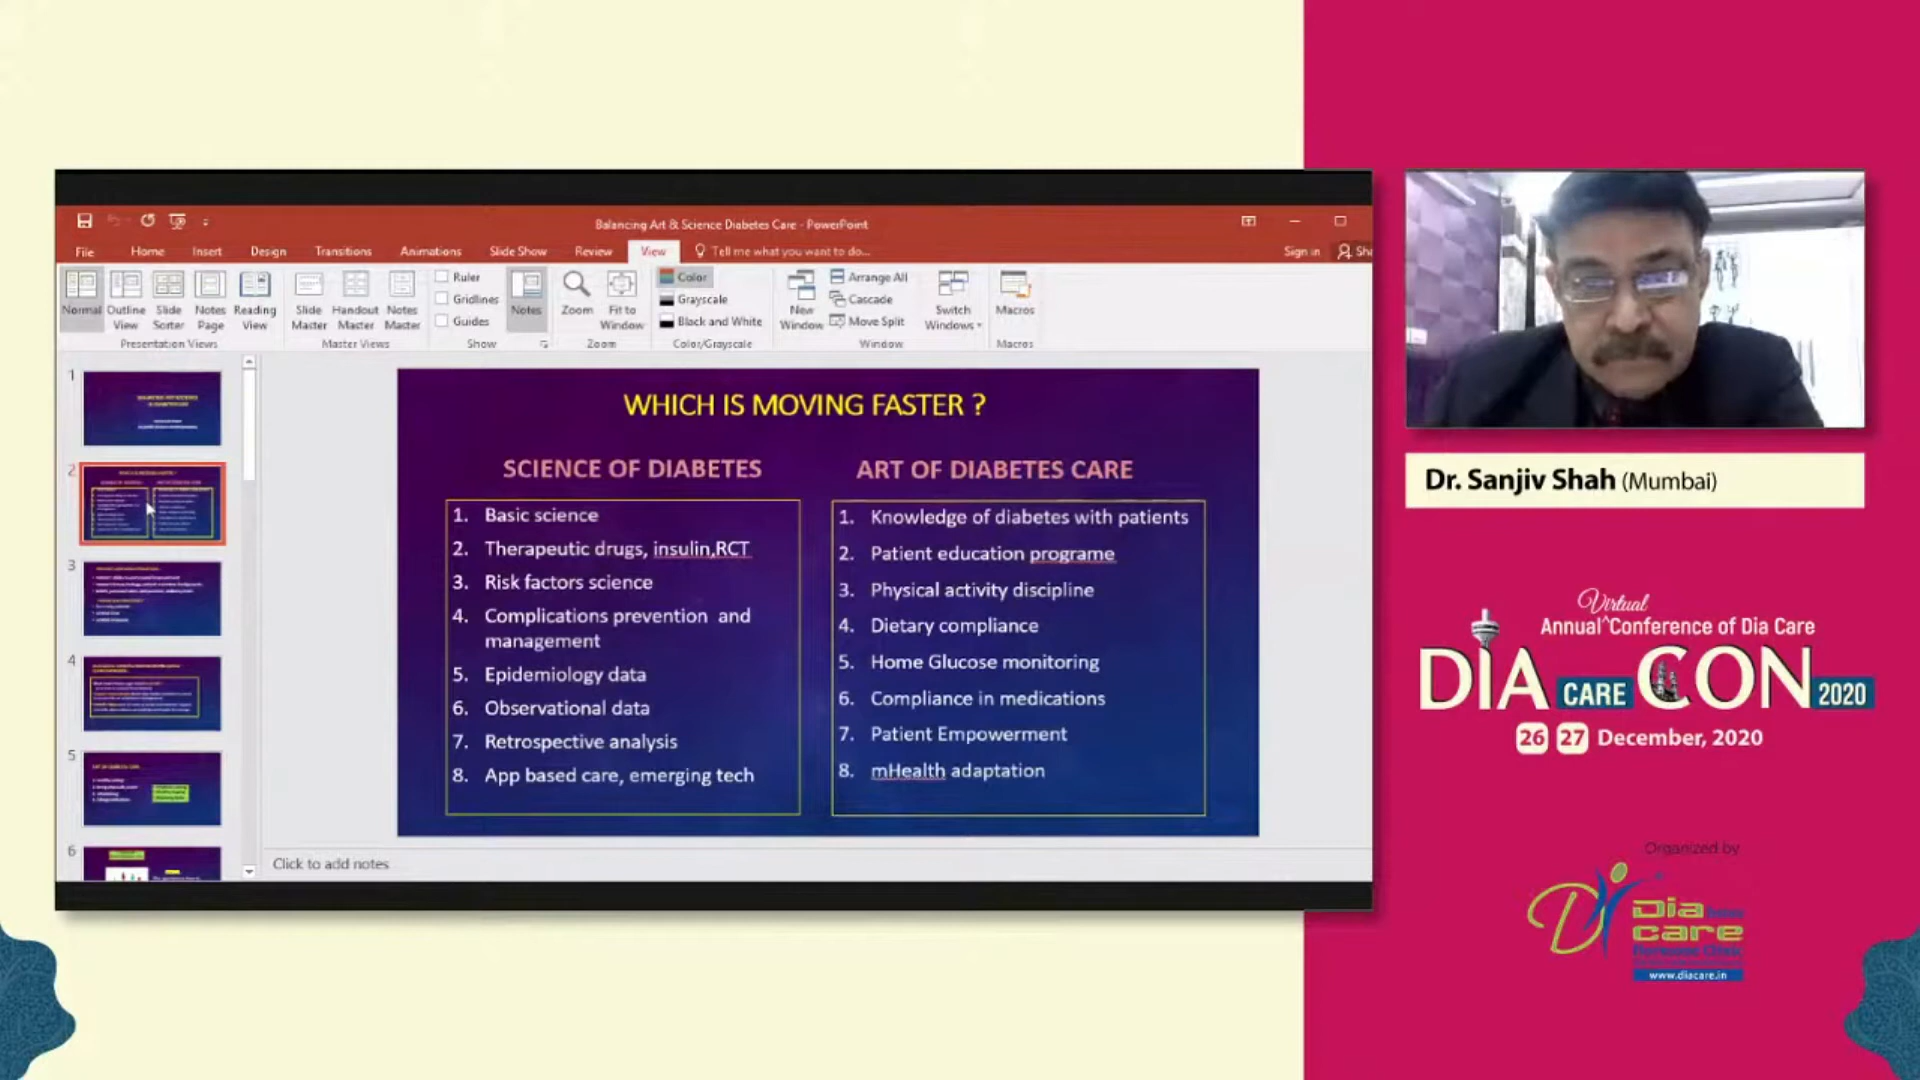 Balancing Art & Science Diabetes Care - PowerPoint
File Home Insert Design Transitions Animations Slide Show Review View Tell me what you want to do... Sign in
Normal
Outline View
Slide Sorter
Notes Page
Reading View
Presentation Views
Slide Master
Handout Master
Notes Master
Master Views
Ruler
Gridlines
Guides
Show
Notes
Zoom
Fit to Window
Zoom
Color
Grayscale
Black and White
Color/Grayscale
New Window
Arrange All
Cascade
Move Split
Switch Windows
Window
Macros
Macros
1
2
3
4
5
6
WHICH IS MOVING FASTER ?
SCIENCE OF DIABETES
1. Basic science
2. Therapeutic drugs, insulin,RCT
3. Risk factors science
4. Complications prevention and
management
5. Epidemiology data
6. Observational data
7. Retrospective analysis
8. App based care, emerging tech
ART OF DIABETES CARE
1. Knowledge of diabetes with patients
2. Patient education programe
3. Physical activity discipline
4. Dietary compliance
5. Home Glucose monitoring
6. Compliance in medications
7. Patient Empowerment
8. mHealth adaptation
Click to add notes
Dr. Sanjiv Shah (Mumbai)
Virtual
Annual^Conference of Dia Care
DIA CARE CON 2020
26 27 December, 2020
Organized by
Dia
care
Hormone Clinic
www.diacare.in